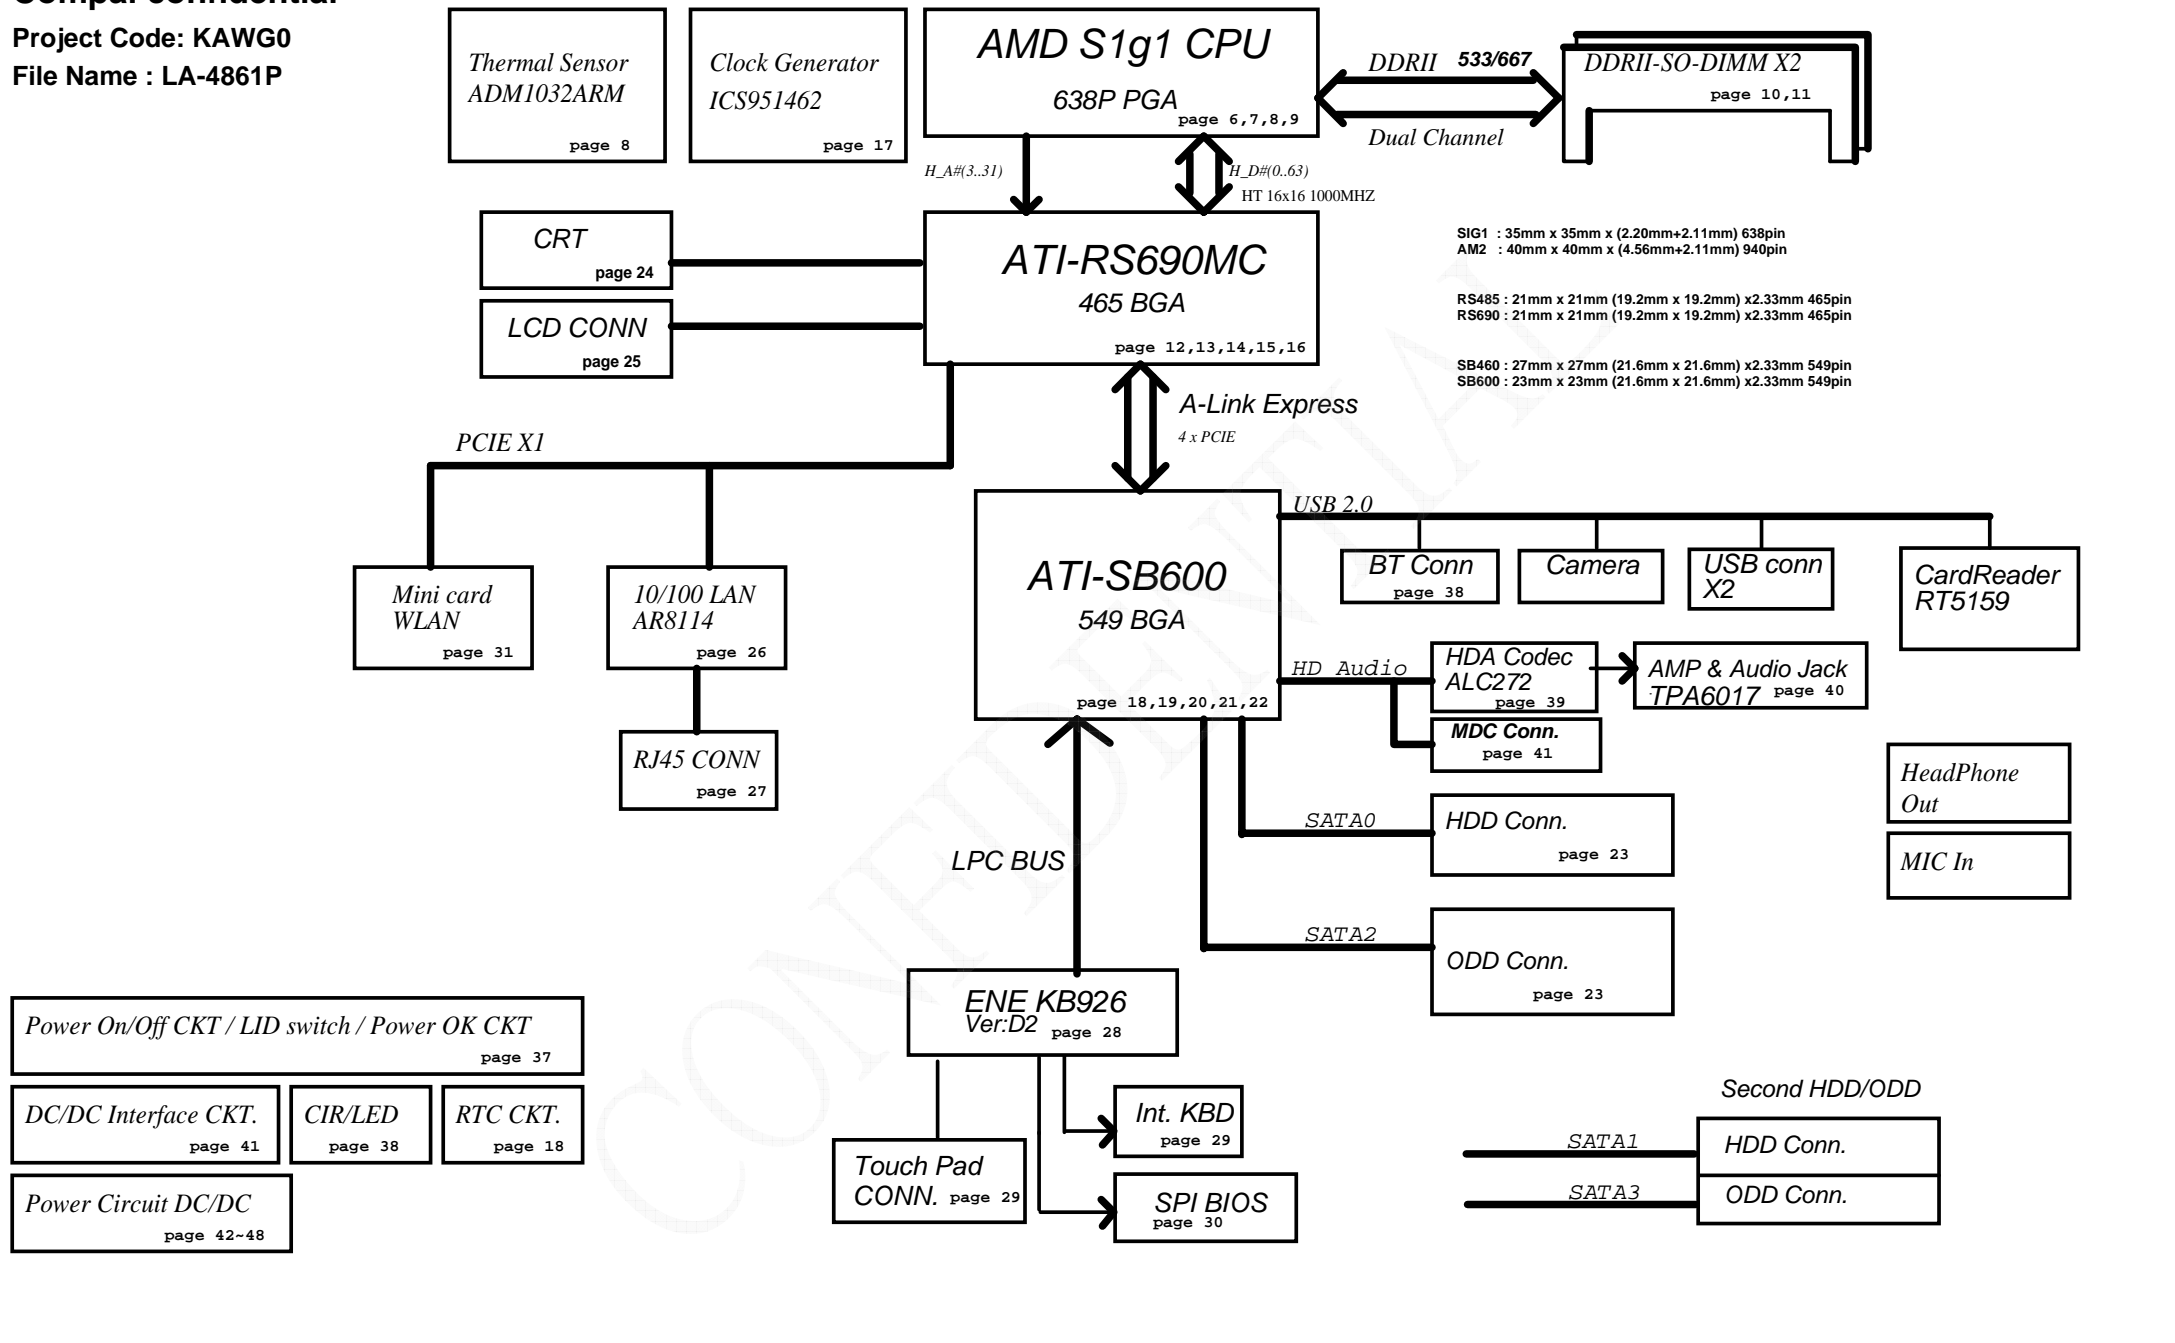 Compal confidential
Project Code: KAWG0
File Name : LA-4861P
Thermal Sensor
ADM1032ARM
page 8
Clock Generator
ICS951462
page 17
AMD S1g1 CPU
638P PGA
page 6,7,8,9
DDRII 533/667
Dual Channel
DDRII-SO-DIMM X2
page 10,11
H_A#(3..31)
H_D#(0..63)
HT 16x16 1000MHZ
CRT
page 24
LCD CONN
page 25
ATI-RS690MC
465 BGA
page 12,13,14,15,16
SIG1 : 35mm x 35mm x (2.20mm+2.11mm) 638pin
AM2 : 40mm x 40mm x (4.56mm+2.11mm) 940pin
RS485 : 21mm x 21mm (19.2mm x 19.2mm) x2.33mm 465pin
RS690 : 21mm x 21mm (19.2mm x 19.2mm) x2.33mm 465pin
SB460 : 27mm x 27mm (21.6mm x 21.6mm) x2.33mm 549pin
SB600 : 23mm x 23mm (21.6mm x 21.6mm) x2.33mm 549pin
A-Link Express
4 x PCIE
PCIE X1
Mini card
WLAN
page 31
10/100 LAN
AR8114
page 26
RJ45 CONN
page 27
ATI-SB600
549 BGA
page 18,19,20,21,22
USB 2.0
BT Conn
page 38
Camera
USB conn
X2
CardReader
RT5159
HD Audio
HDA Codec
ALC272
page 39
AMP & Audio Jack
TPA6017 page 40
MDC Conn.
page 41
HeadPhone
Out
MIC In
SATA0
HDD Conn.
page 23
SATA2
ODD Conn.
page 23
LPC BUS
ENE KB926
Ver:D2 page 28
Int. KBD
page 29
Touch Pad
CONN. page 29
SPI BIOS
page 30
Power On/Off CKT / LID switch / Power OK CKT
page 37
DC/DC Interface CKT.
page 41
CIR/LED
page 38
RTC CKT.
page 18
Power Circuit DC/DC
page 42~48
Second HDD/ODD
SATA1
HDD Conn.
SATA3
ODD Conn.
CONFIDENTIAL